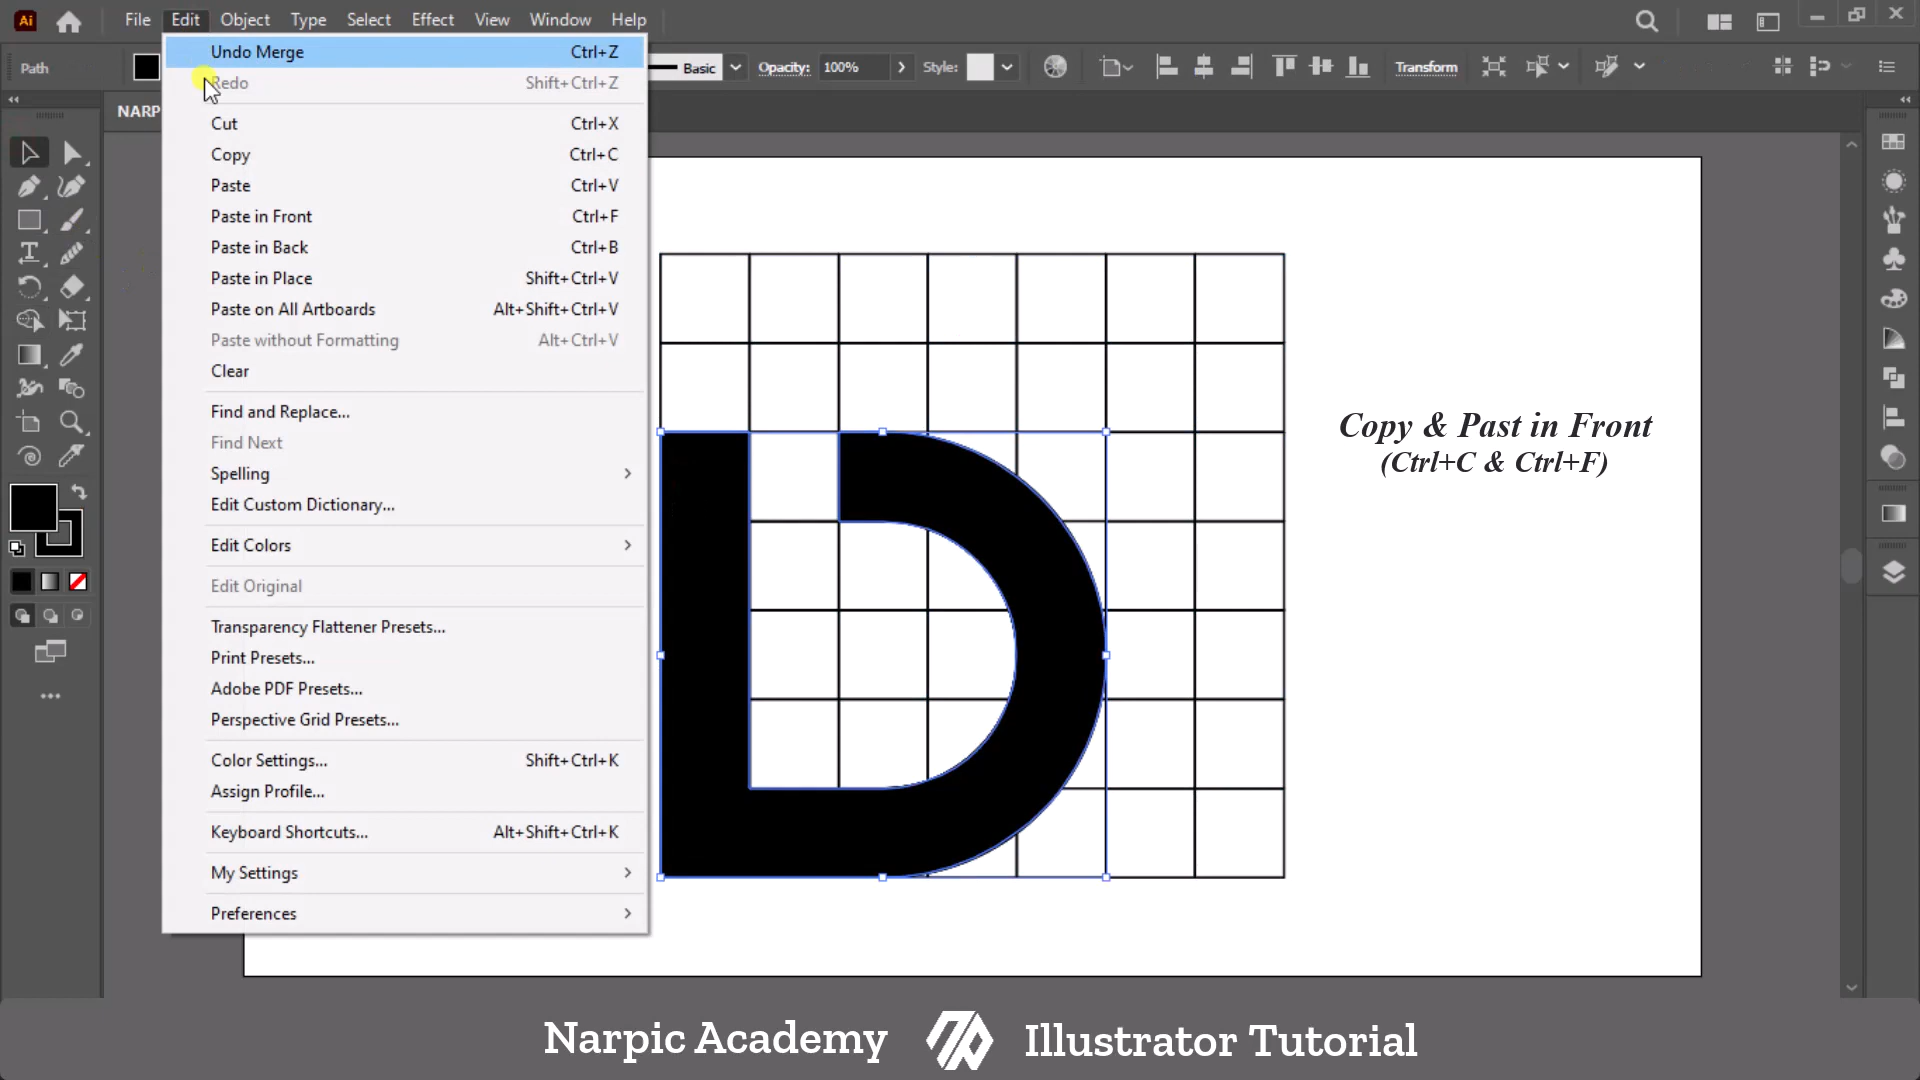 Ai File Edit Object Type Select Effect View Window Help
Path Basic Opacity: 100% Style: Transform
NARP
Undo Merge Ctrl+Z
Redo Shift+Ctrl+Z
Cut Ctrl+X
Copy Ctrl+C
Paste Ctrl+V
Paste in Front Ctrl+F
Paste in Back Ctrl+B
Paste in Place Shift+Ctrl+V
Paste on All Artboards Alt+Shift+Ctrl+V
Paste without Formatting Alt+Ctrl+V
Clear
Find and Replace...
Find Next
Spelling
Edit Custom Dictionary...
Edit Colors
Edit Original
Transparency Flattener Presets...
Print Presets...
Adobe PDF Presets...
Perspective Grid Presets...
Color Settings... Shift+Ctrl+K
Assign Profile...
Keyboard Shortcuts... Alt+Shift+Ctrl+K
My Settings
Preferences
Copy & Past in Front
(Ctrl+C & Ctrl+F)
Narpic Academy Illustrator Tutorial